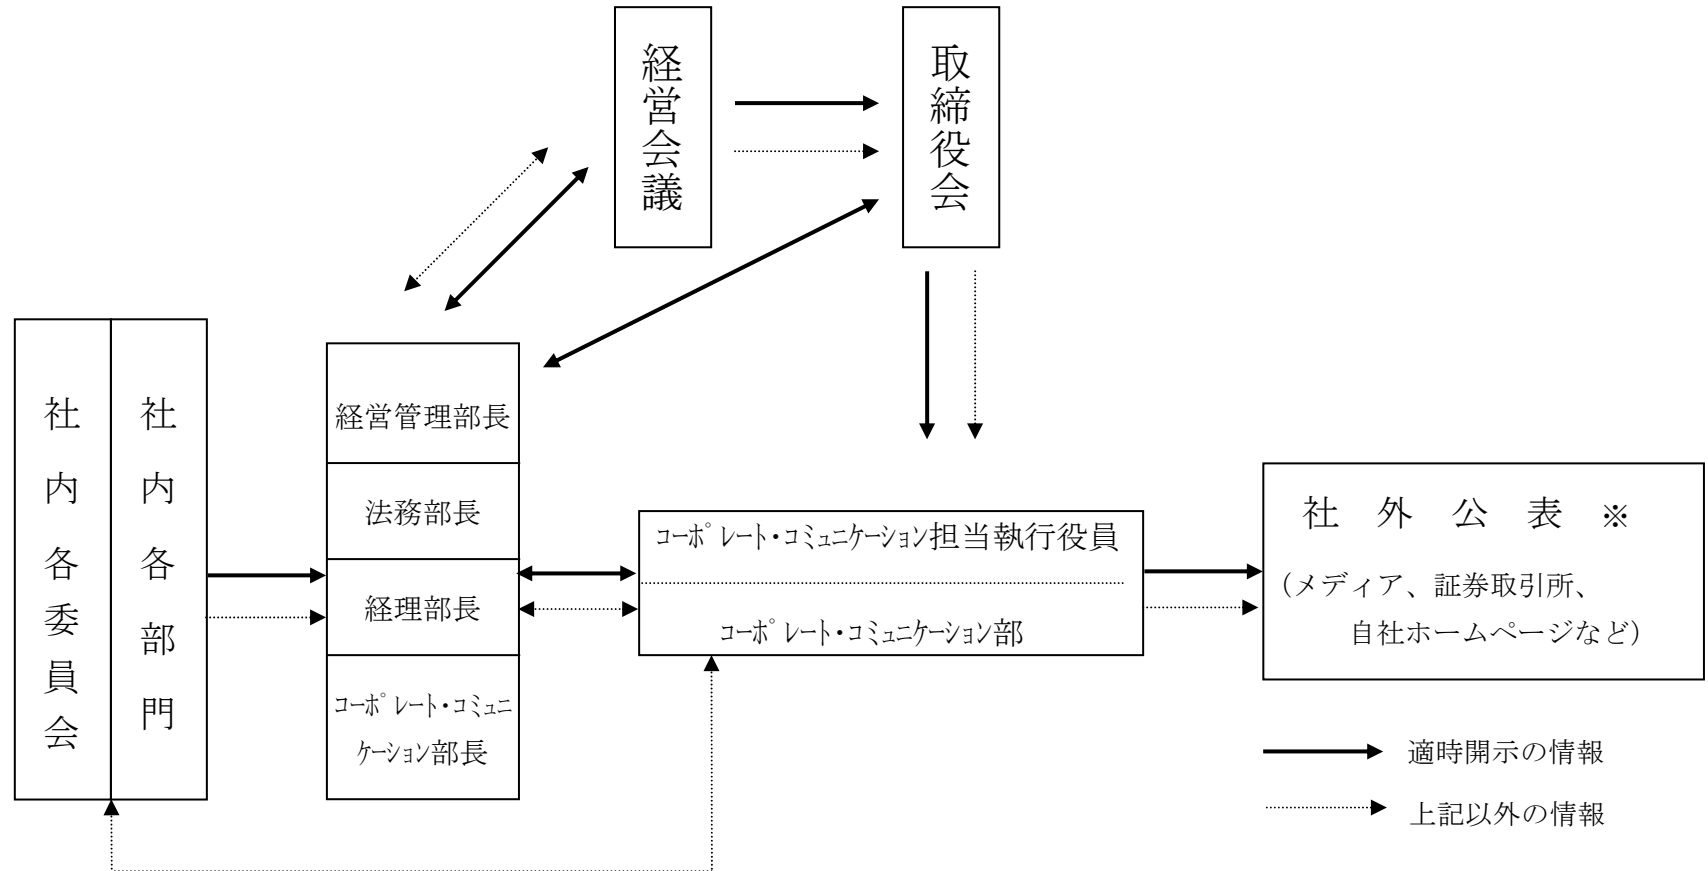 経営会議
取締役会
社内各委員会
社内各部門
経営管理部長
法務部長
経理部長
コーポレート・コミュニ
ケーション部長
コーポレート・コミュニケーション担当執行役員
コーポレート・コミュニケーション部
社外公表※
（メディア、証券取引所、
自社ホームページなど）
適時開示の情報
上記以外の情報